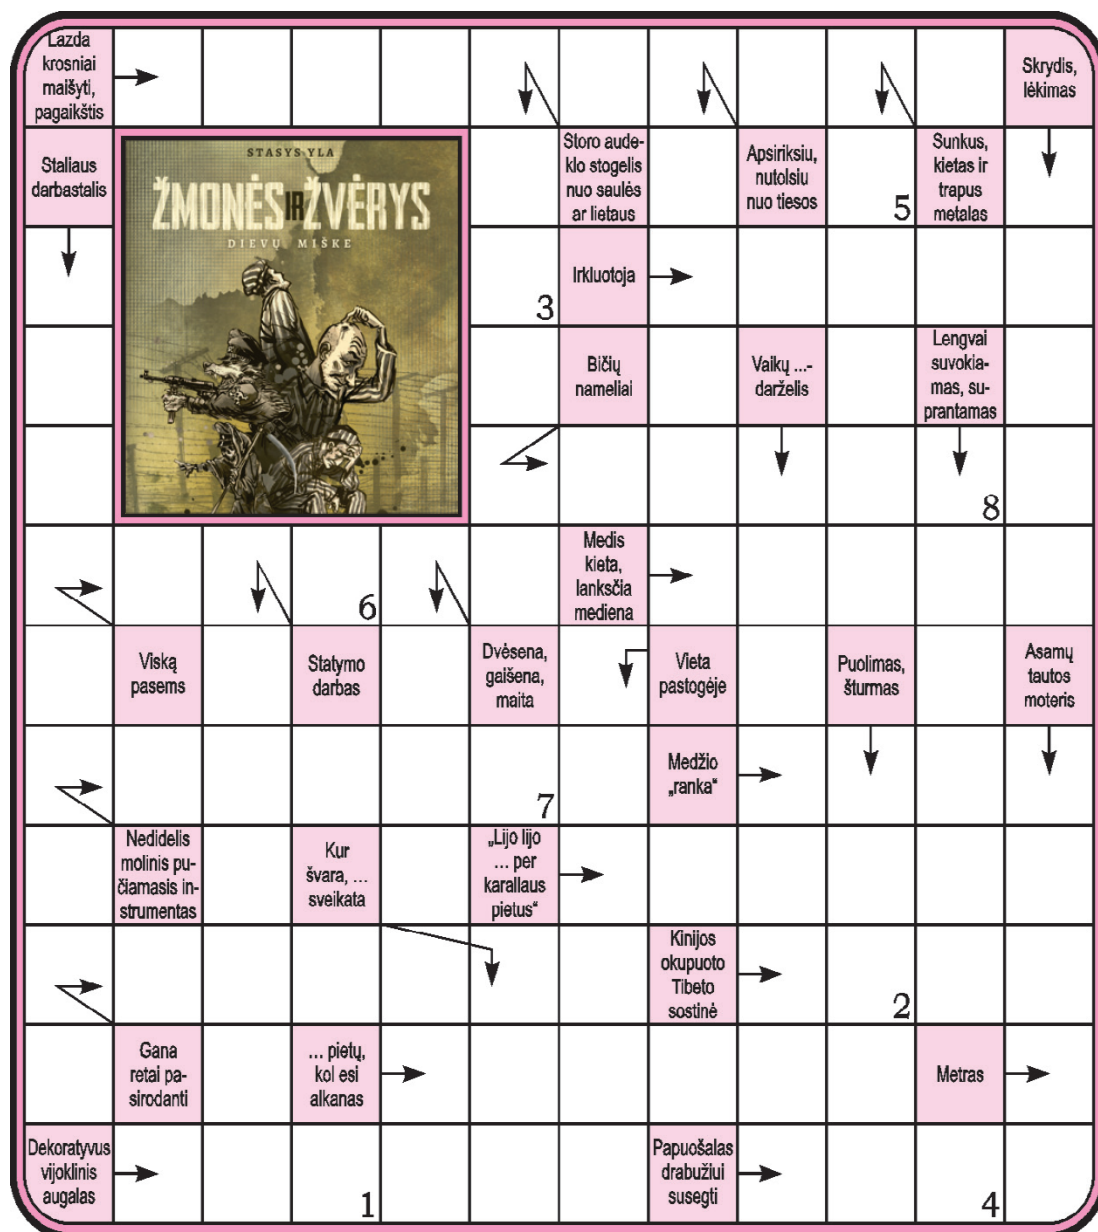 Lazda
krosniai
maišyti,
pagaikštis
Skrydis,
lėkimas
Staliaus
darbastalis
STASYS YLA
ŽMONĖS IR ŽVĖRYS
DIEVŲ MIŠKE
Storo aude-
klo stogelis
nuo saulės
ar lietaus
Apsiriksiu,
nutolsiu
nuo tiesos
5
Sunkus,
kietas ir
trapus
metalas
3
Irkluotoja
Bičių
nameliai
Vaikų ...-
darželis
Lengvai
suvokia-
mas, su-
prantamas
8
6
Medis
kieta,
lanksčia
mediena
Viską
pasems
Statymo
darbas
Dvėsena,
gaišena,
maita
Vieta
pastogėje
Puolimas,
šturmas
Asamų
tautos
moteris
7
Medžio
„ranka“
Nedidelis
molinis pu-
čiamasis in-
strumentas
Kur
švara, ...
sveikata
„Lijo lijo
... per
karallaus
pietus“
Kinijos
okupuoto
Tibeto
sostinė
2
Gana
retai pa-
sirodanti
... pietų,
kol esi
alkanas
Metras
Dekoratyvus
vijoklinis
augalas
1
Papuošalas
drabužiui
susegti
4